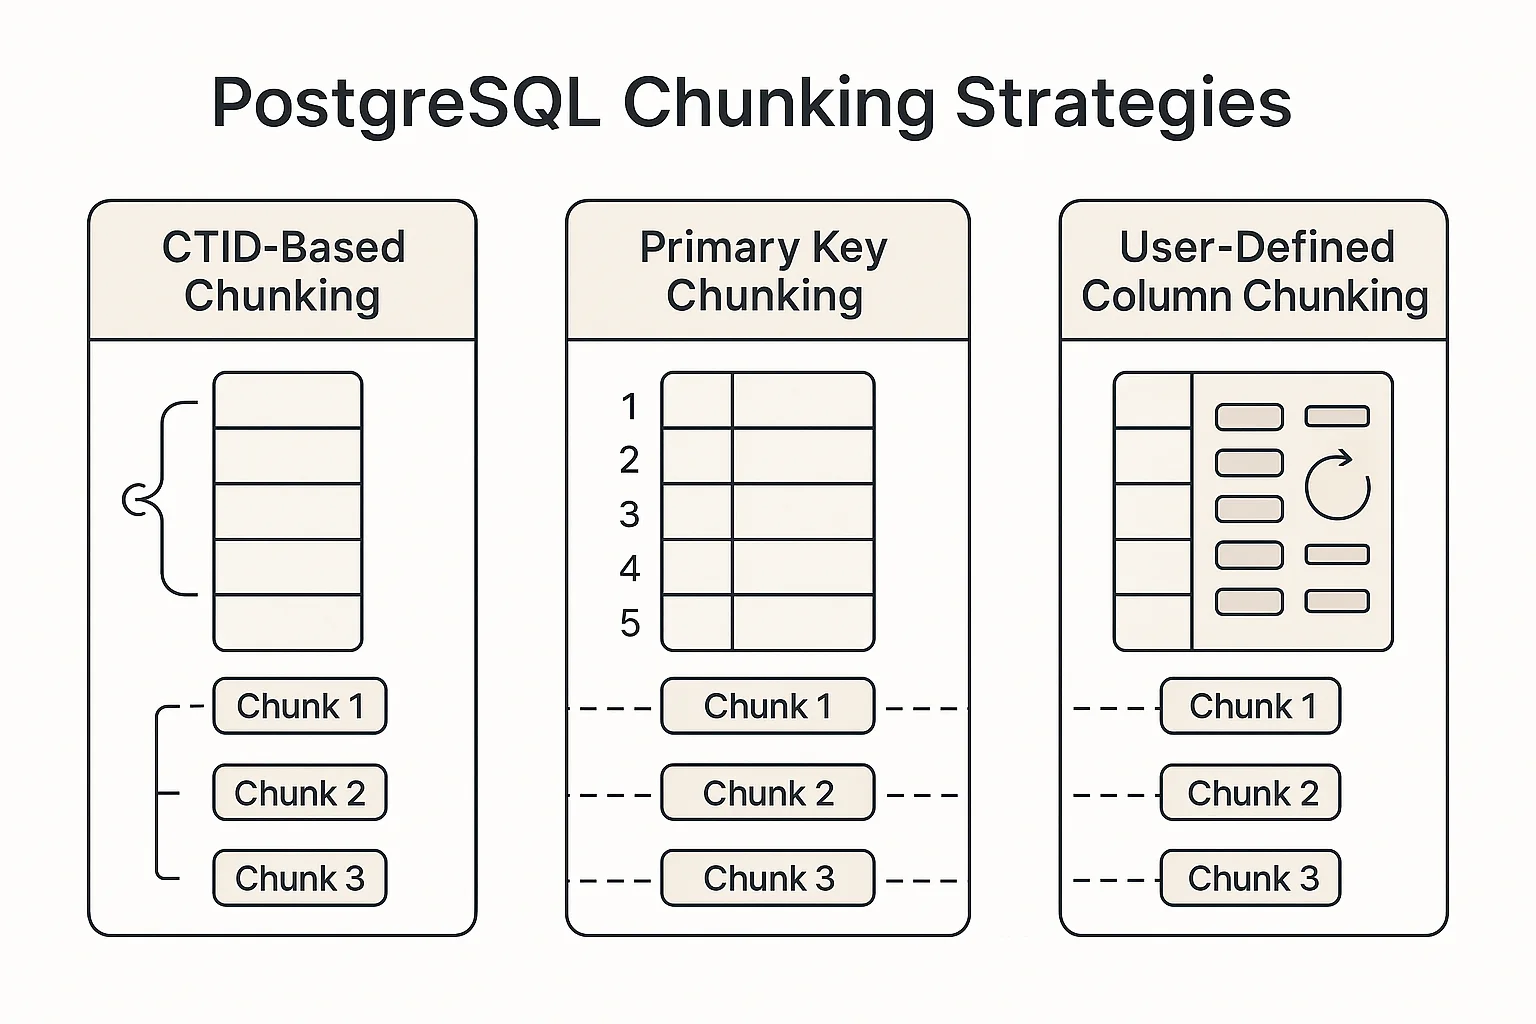 PostgreSQL Chunking Strategies
CTID-Based
Chunking
Chunk 1
Chunk 2
Chunk 3
Primary Key
Chunking
1
2
3
4
5
Chunk 1
Chunk 2
Chunk 3
User-Defined
Column Chunking
Chunk 1
Chunk 2
Chunk 3